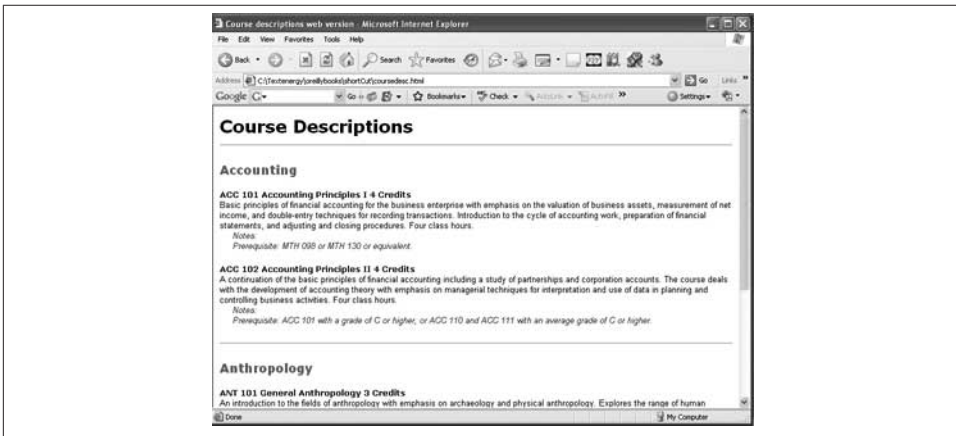 Course descriptions web version - Microsoft Internet Explorer
File Edit View Favorites Tools Help
Back Search Favorites
Address C:\Textenergy\oreillybooks\shortCut\coursedesc.html Go Links »
Google G Go Bookmarks Check AutoLink AutoFill » Settings
Course Descriptions
Accounting
ACC 101 Accounting Principles I 4 Credits
Basic principles of financial accounting for the business enterprise with emphasis on the valuation of business assets, measurement of net
income, and double-entry techniques for recording transactions. Introduction to the cycle of accounting work, preparation of financial
statements, and adjusting and closing procedures. Four class hours.
Notes:
Prerequisite: MTH 098 or MTH 130 or equivalent.
ACC 102 Accounting Principles II 4 Credits
A continuation of the basic principles of financial accounting including a study of partnerships and corporation accounts. The course deals
with the development of accounting theory with emphasis on managerial techniques for interpretation and use of data in planning and
controlling business activities. Four class hours.
Notes:
Prerequisite: ACC 101 with a grade of C or higher, or ACC 110 and ACC 111 with an average grade of C or higher.
Anthropology
ANT 101 General Anthropology 3 Credits
An introduction to the fields of anthropology with emphasis on archaeology and physical anthropology. Explores the range of human
Done My Computer